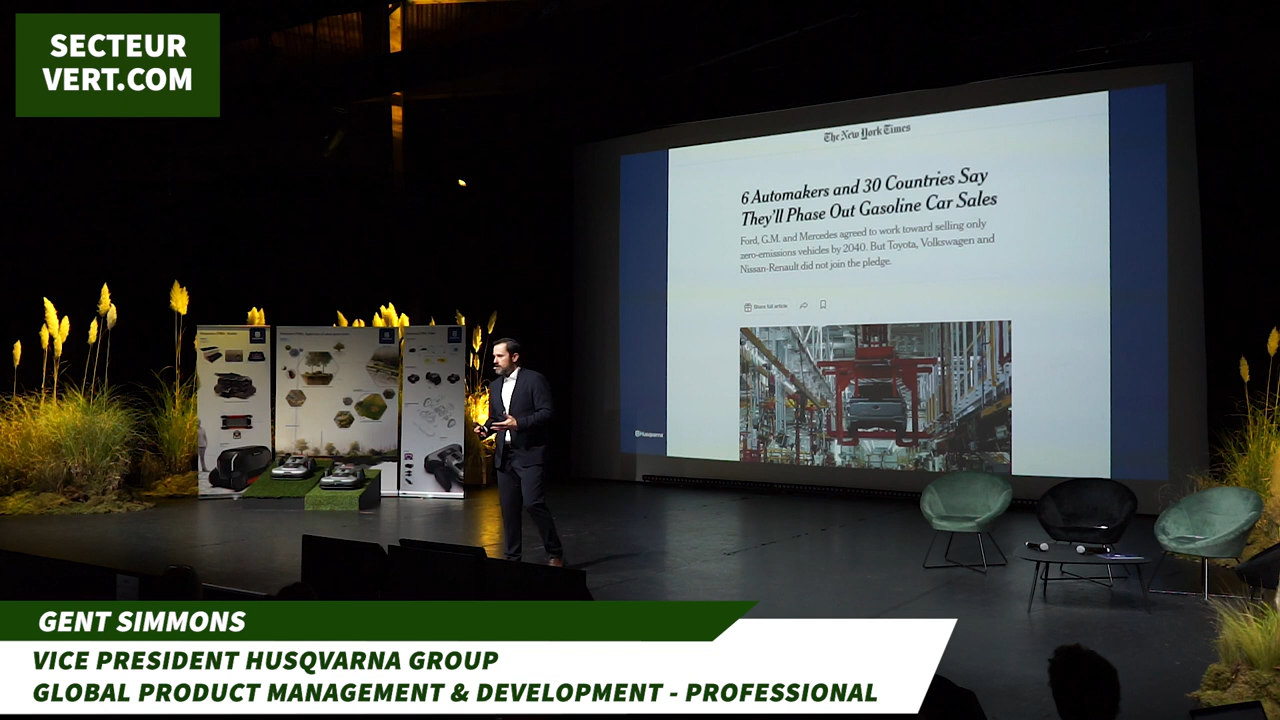 SECTEUR
VERT.COM
The New York Times
6 Automakers and 30 Countries Say
They'll Phase Out Gasoline Car Sales
Ford, G.M. and Mercedes agreed to work toward selling only
zero-emissions vehicles by 2040. But Toyota, Volkswagen and
Nissan-Renault did not join the pledge.
Share full article
Husqvarna
GENT SIMMONS
VICE PRESIDENT HUSQVARNA GROUP
GLOBAL PRODUCT MANAGEMENT & DEVELOPMENT - PROFESSIONAL